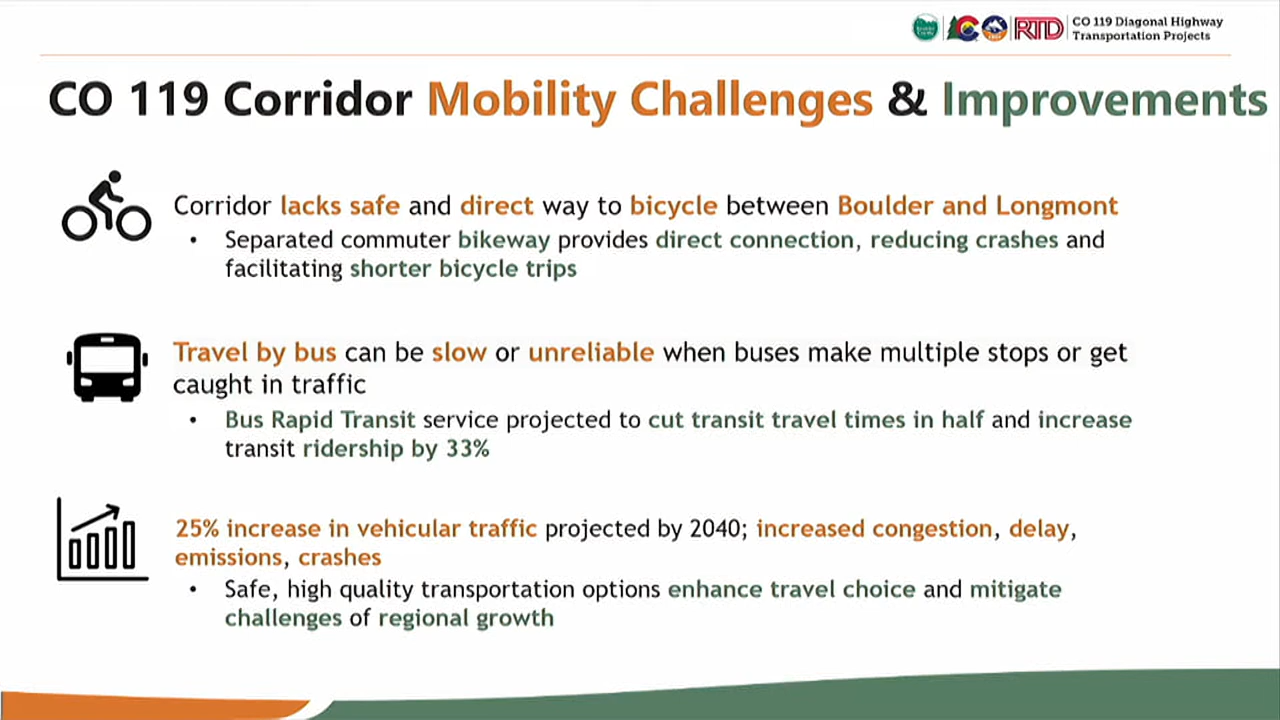 RTD
CO 119 Diagonal Highway
Transportation Projects
CO 119 Corridor Mobility Challenges & Improvements
Corridor lacks safe and direct way to bicycle between Boulder and Longmont
• Separated commuter bikeway provides direct connection, reducing crashes and
facilitating shorter bicycle trips
Travel by bus can be slow or unreliable when buses make multiple stops or get
caught in traffic
• Bus Rapid Transit service projected to cut transit travel times in half and increase
transit ridership by 33%
25% increase in vehicular traffic projected by 2040; increased congestion, delay,
emissions, crashes
• Safe, high quality transportation options enhance travel choice and mitigate
challenges of regional growth